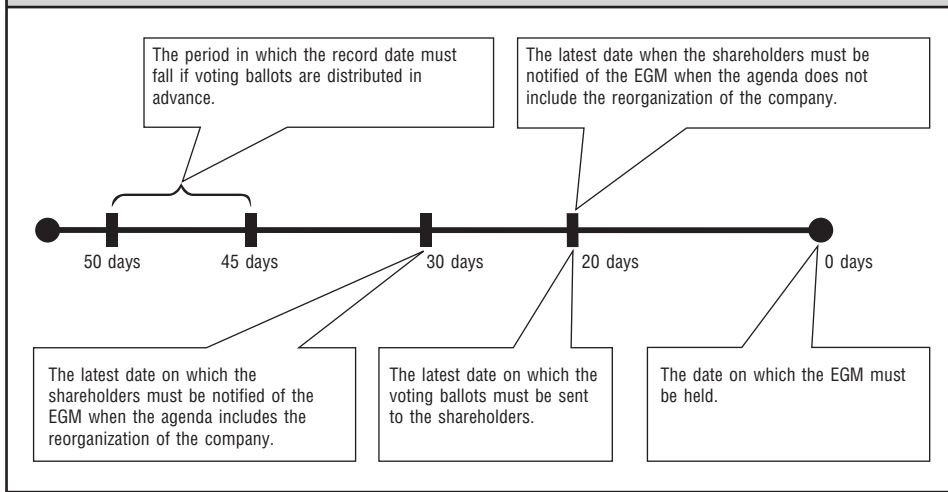 The period in which the record date must
fall if voting ballots are distributed in
advance.
The latest date when the shareholders must be
notified of the EGM when the agenda does not
include the reorganization of the company.
50 days
45 days
30 days
20 days
0 days
The latest date on which the
shareholders must be notified of the
EGM when the agenda includes the
reorganization of the company.
The latest date on which the
voting ballots must be sent
to the shareholders.
The date on which the EGM must
be held.